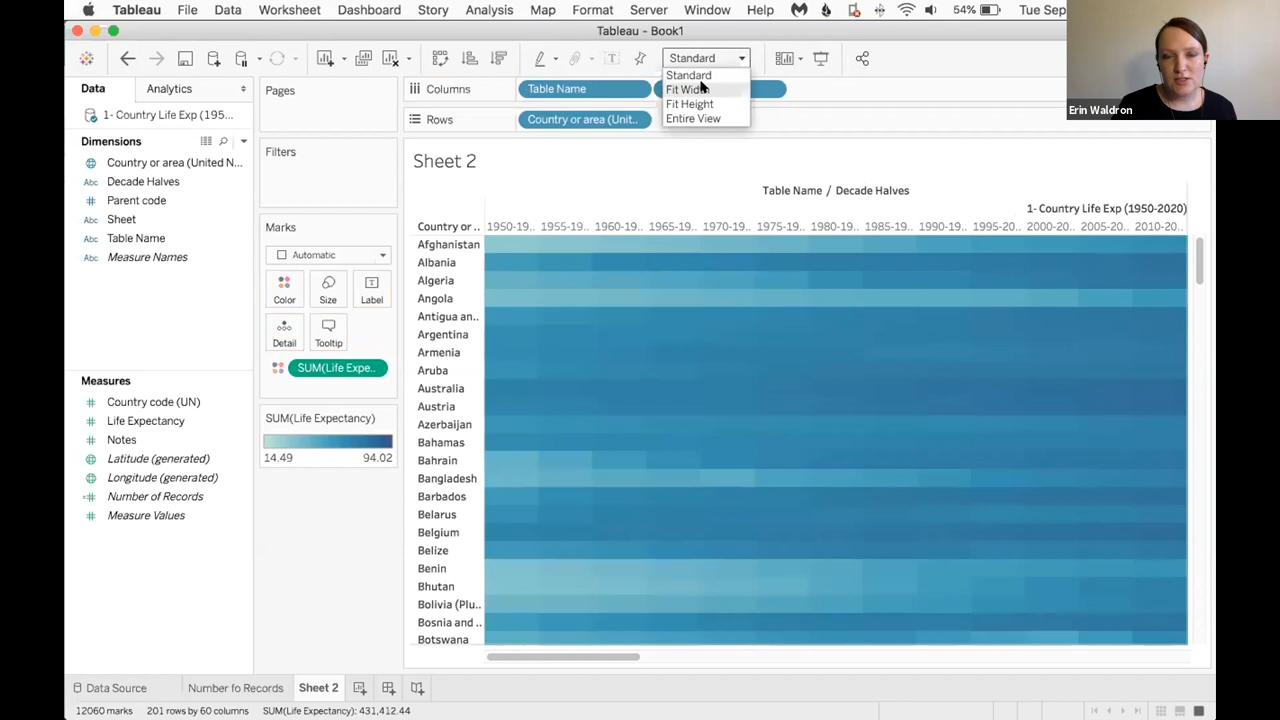 Tableau File Data Worksheet Dashboard Story Analysis Map Format Server Window Help 54% Tue Sep
Tableau - Book1
Standard
Standard
Fit Width
Fit Height
Entire View
Erin Waldron
Data Analytics
1- Country Life Exp (195...
Dimensions
Country or area (United N...
Abc Decade Halves
# Parent code
Abc Sheet
Abc Table Name
Abc Measure Names
Measures
# Country code (UN)
# Life Expectancy
# Notes
Latitude (generated)
Longitude (generated)
=# Number of Records
# Measure Values
Pages
Filters
Marks
Automatic
Color Size Label
Detail Tooltip
SUM(Life Expe..
SUM(Life Expectancy)
14.49 94.02
Columns Table Name
Rows Country or area (Unit..
Sheet 2
Table Name / Decade Halves
1- Country Life Exp (1950-2020)
Country or .. 1950-19.. 1955-19.. 1960-19.. 1965-19.. 1970-19.. 1975-19.. 1980-19.. 1985-19.. 1990-19.. 1995-20.. 2000-20.. 2005-20.. 2010-20..
Afghanistan
Albania
Algeria
Angola
Antigua an..
Argentina
Armenia
Aruba
Australia
Austria
Azerbaijan
Bahamas
Bahrain
Bangladesh
Barbados
Belarus
Belgium
Belize
Benin
Bhutan
Bolivia (Plu..
Bosnia and ..
Botswana
Data Source Number fo Records Sheet 2
12060 marks 201 rows by 60 columns SUM(Life Expectancy): 431,412.44